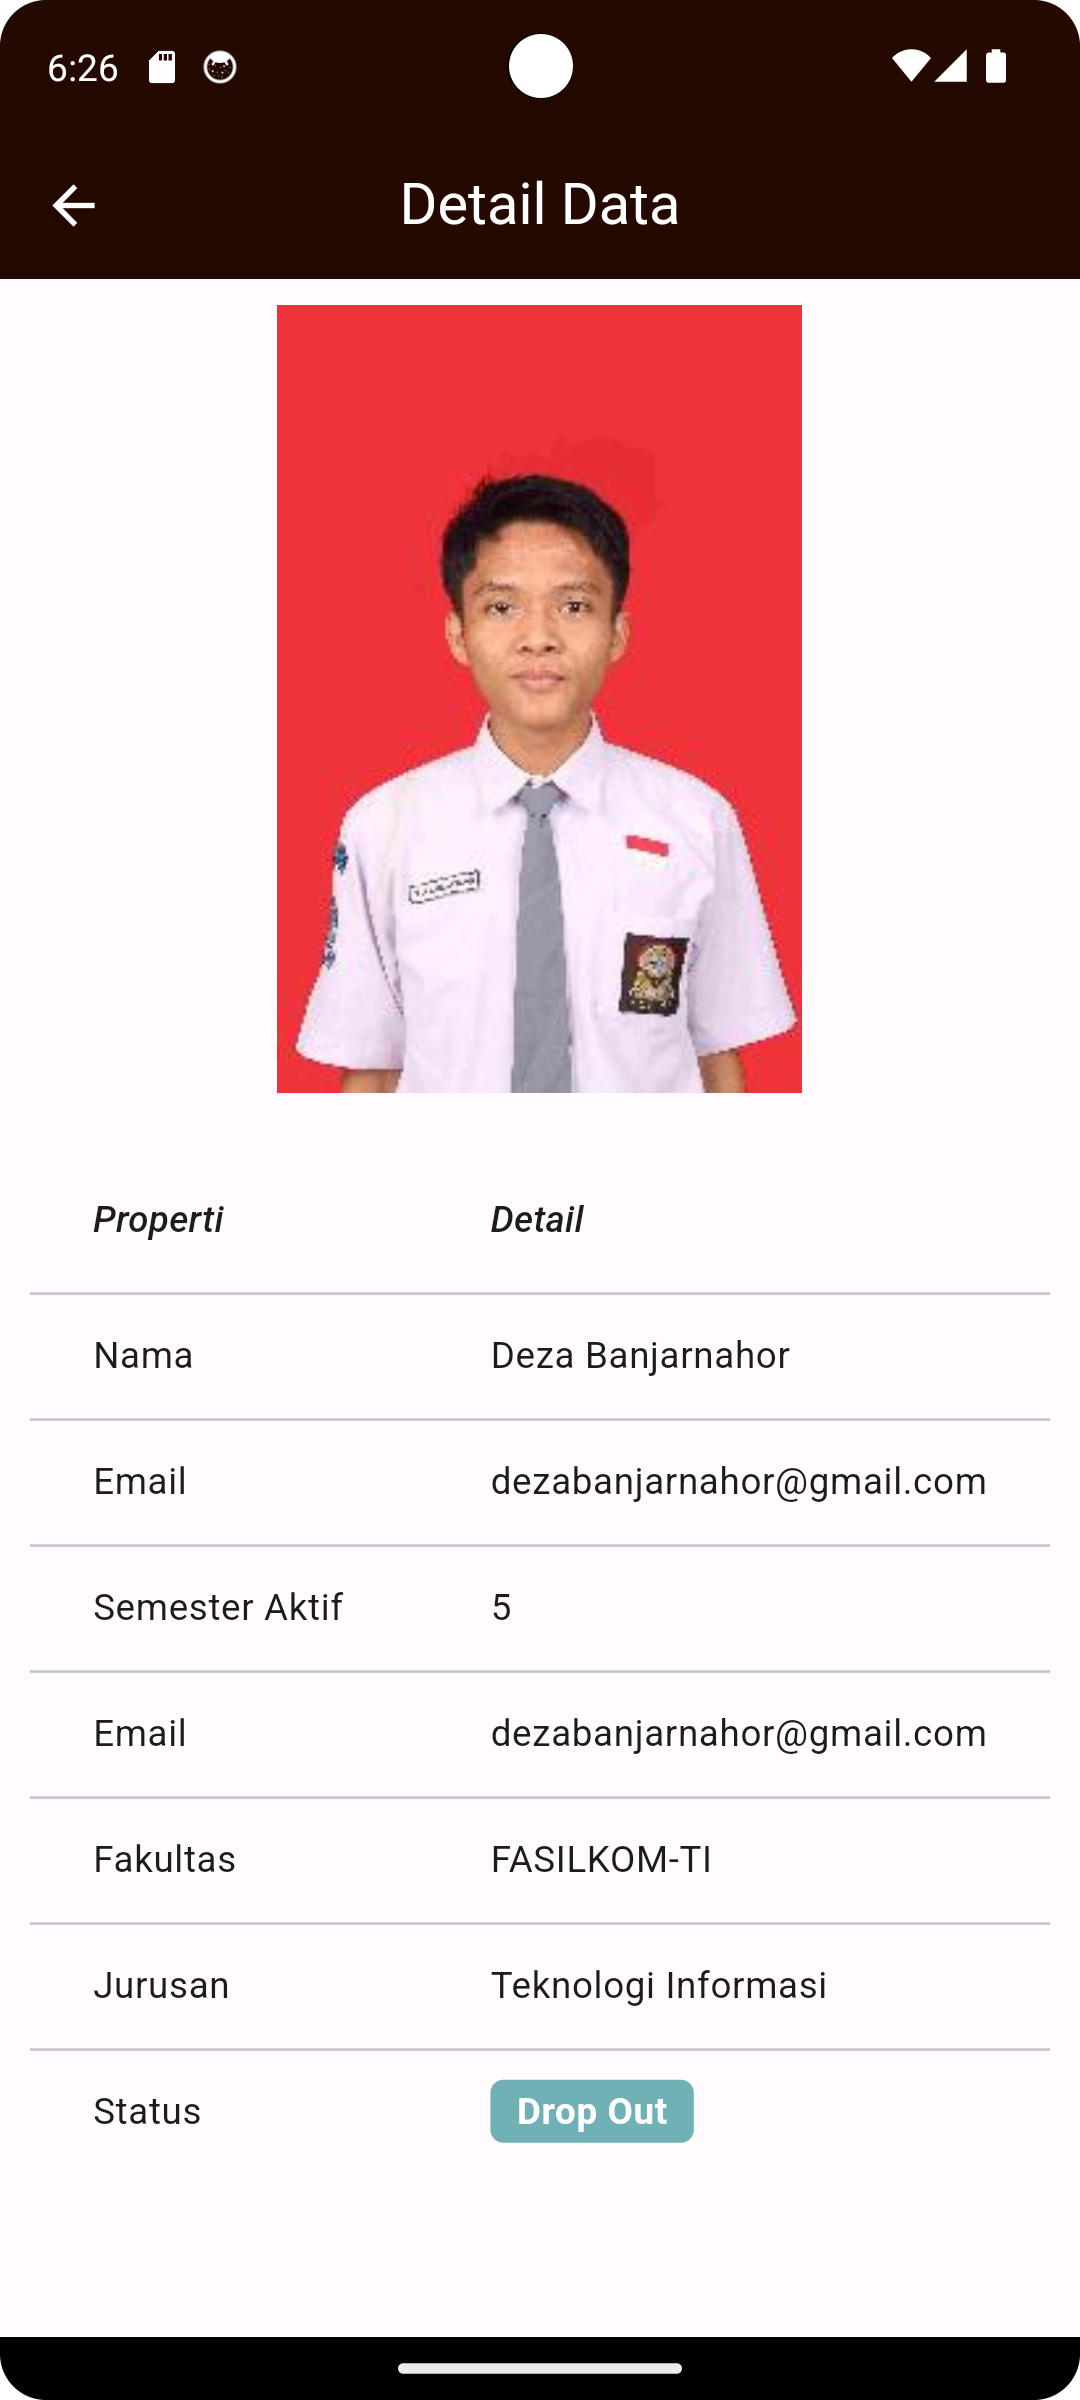 6:26
Detail Data
Properti Detail
Nama Deza Banjarnahor
Email dezabanjarnahor@gmail.com
Semester Aktif 5
Email dezabanjarnahor@gmail.com
Fakultas FASILKOM-TI
Jurusan Teknologi Informasi
Status Drop Out